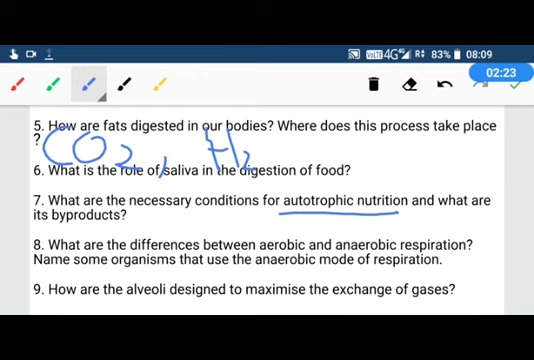 VoLTE 4G 4G R 83% 08:09
02:23
5. How are fats digested in our bodies? Where does this process take place
?
CO2, H2
6. What is the role of saliva in the digestion of food?
7. What are the necessary conditions for autotrophic nutrition and what are
its byproducts?
8. What are the differences between aerobic and anaerobic respiration?
Name some organisms that use the anaerobic mode of respiration.
9. How are the alveoli designed to maximise the exchange of gases?